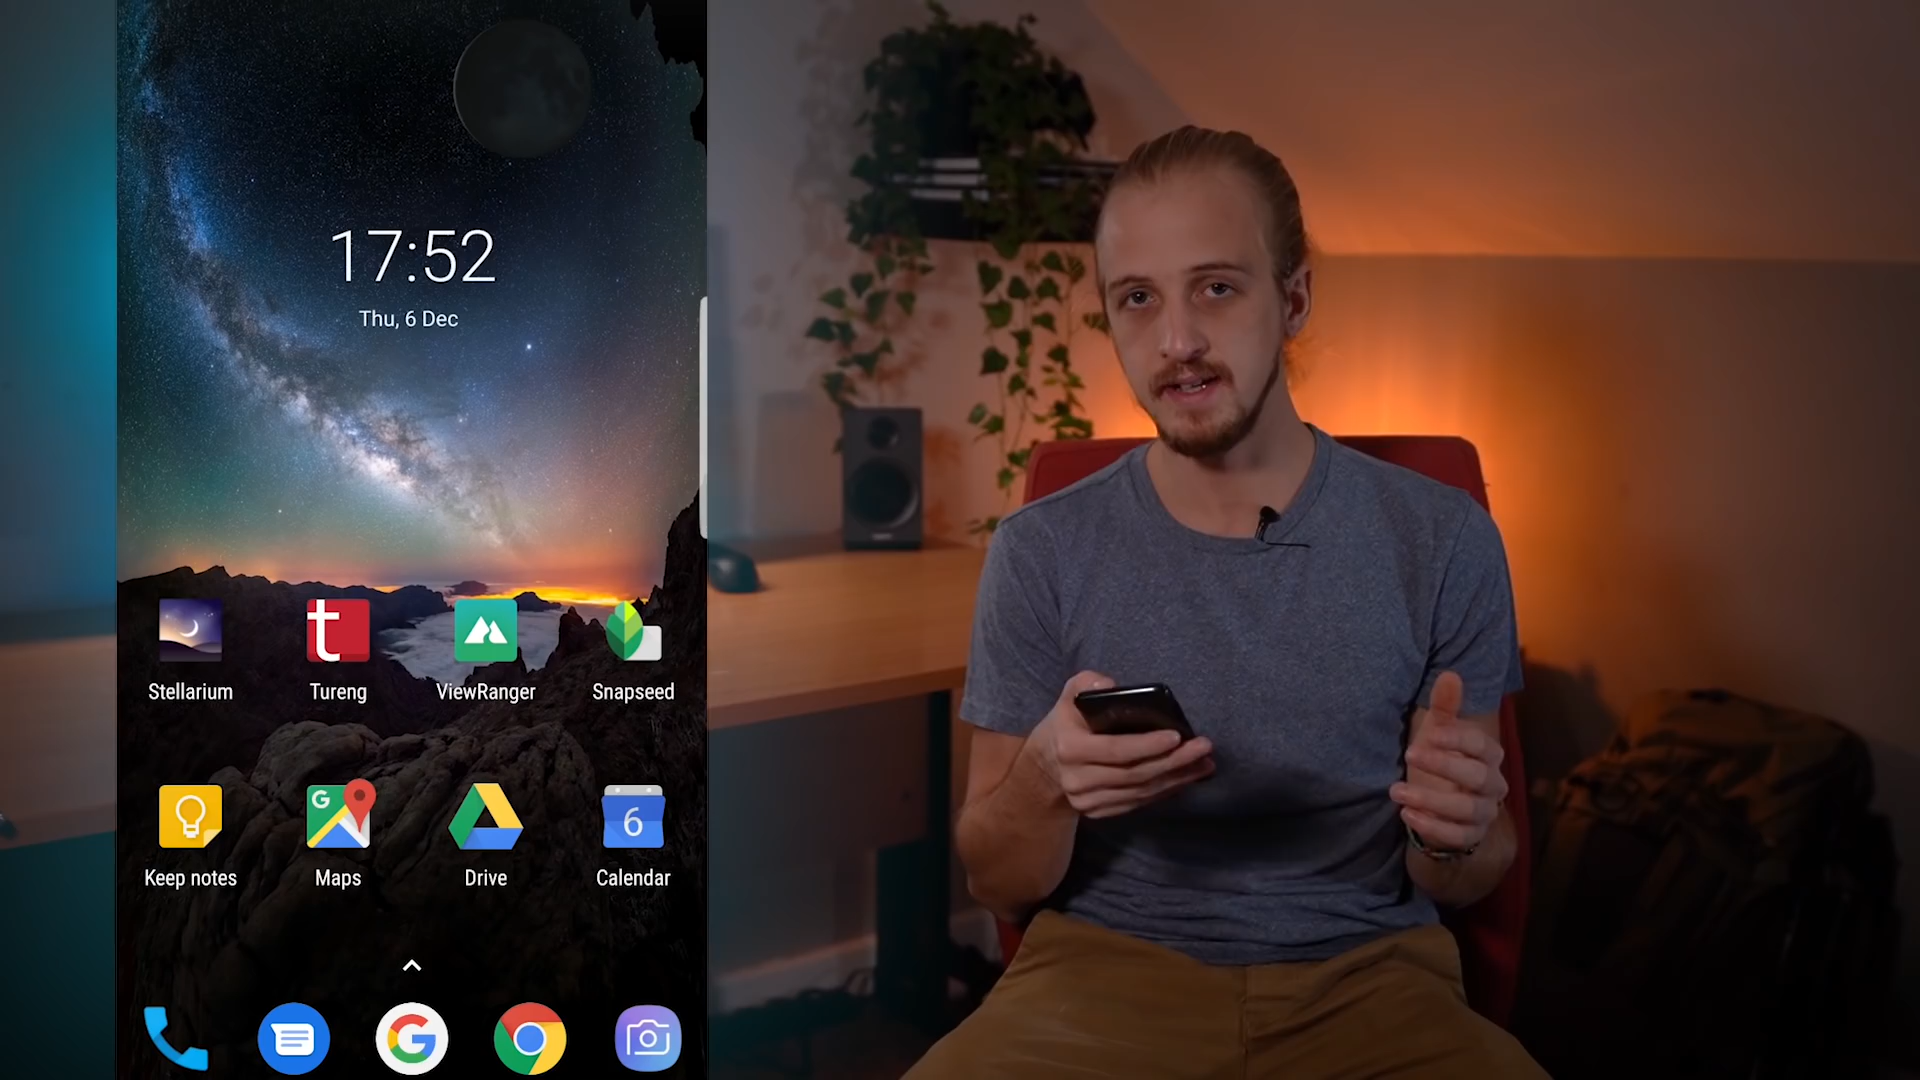 17:52
Thu, 6 Dec
t
Stellarium
Tureng
ViewRanger
Snapseed
G
6
Keep notes
Maps
Drive
Calendar
G